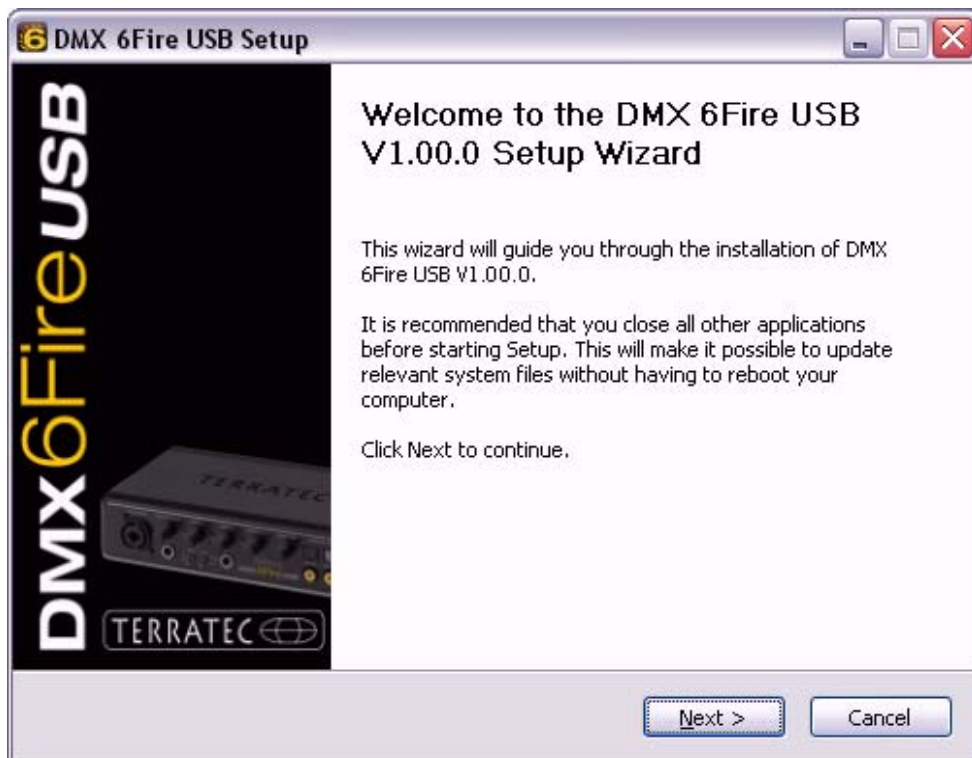 DMX 6Fire USB Setup
DMX6FireUSB
TERRATEC
TERRATEC
Welcome to the DMX 6Fire USB
V1.00.0 Setup Wizard
This wizard will guide you through the installation of DMX
6Fire USB V1.00.0.
It is recommended that you close all other applications
before starting Setup. This will make it possible to update
relevant system files without having to reboot your
computer.
Click Next to continue.
Next >
Cancel